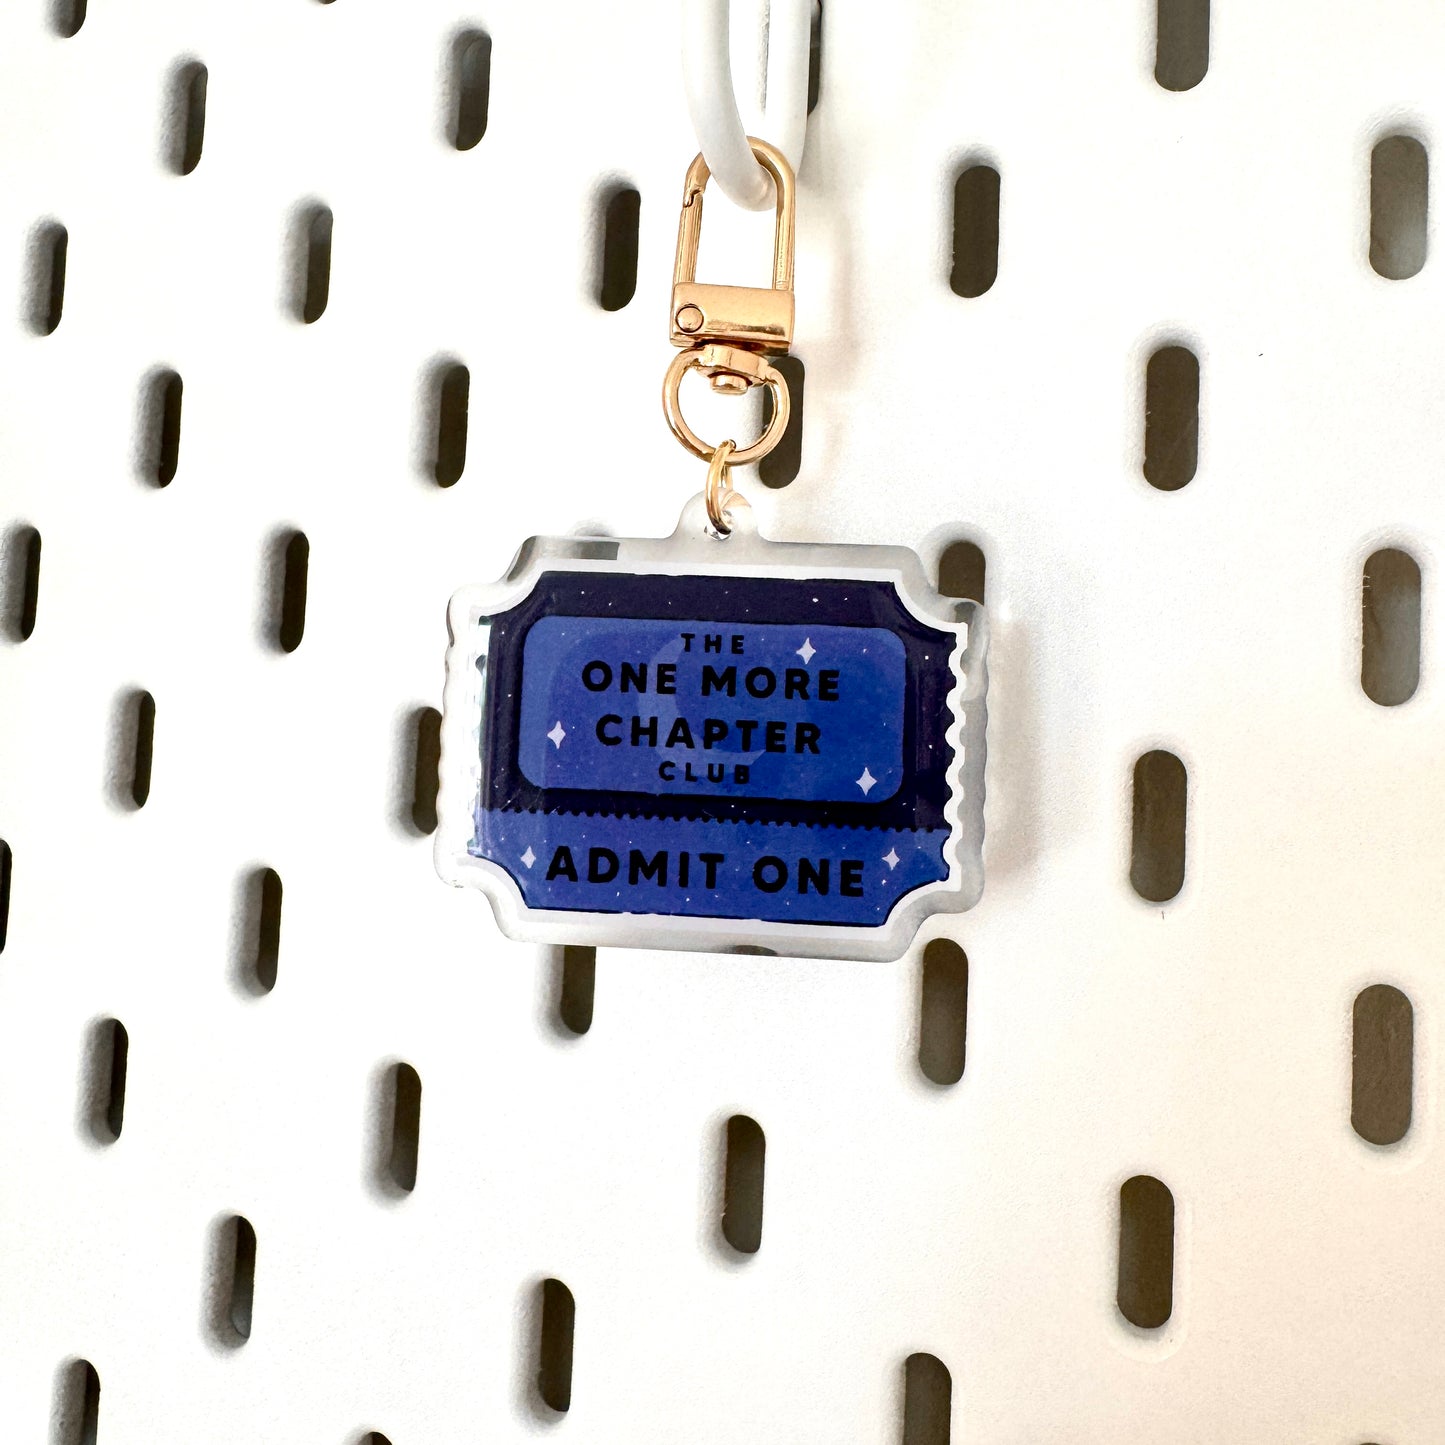 THE
ONE MORE
CHAPTER
CLUB
ADMIT ONE